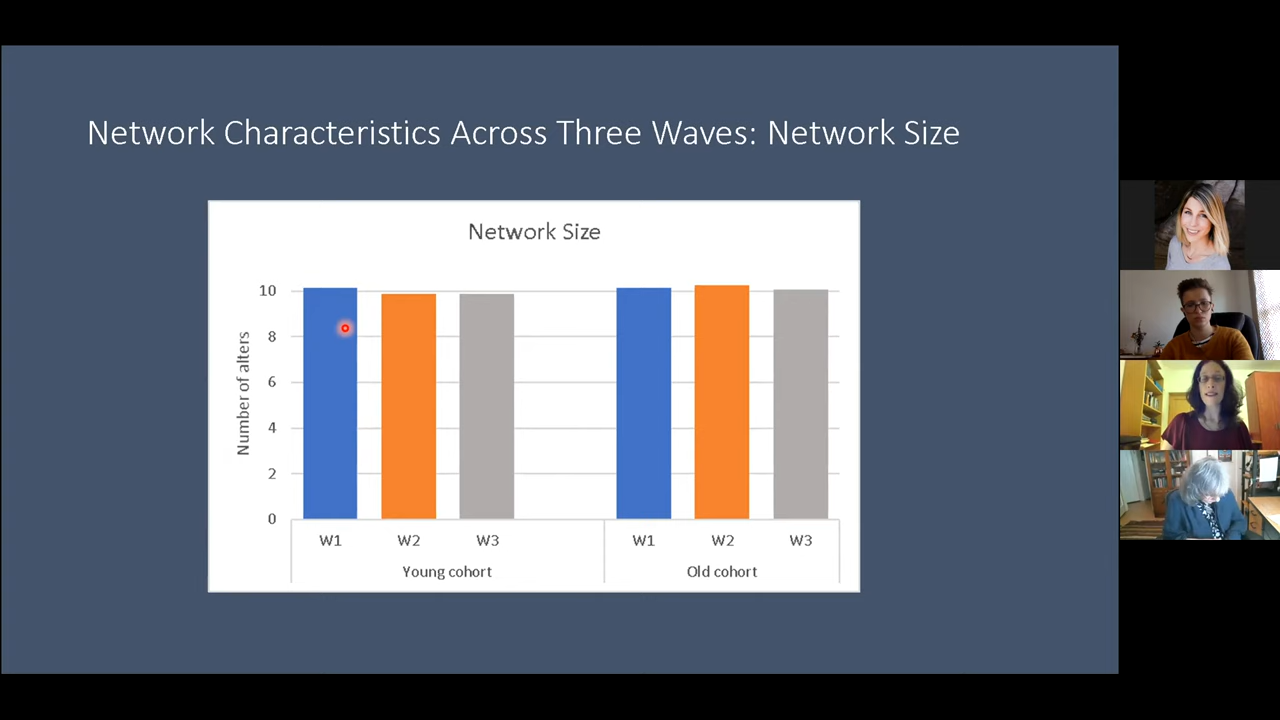 Network Characteristics Across Three Waves: Network Size
Network Size
Number of alters
10
8
6
4
2
0
W1 W2 W3 W1 W2 W3
Young cohort Old cohort